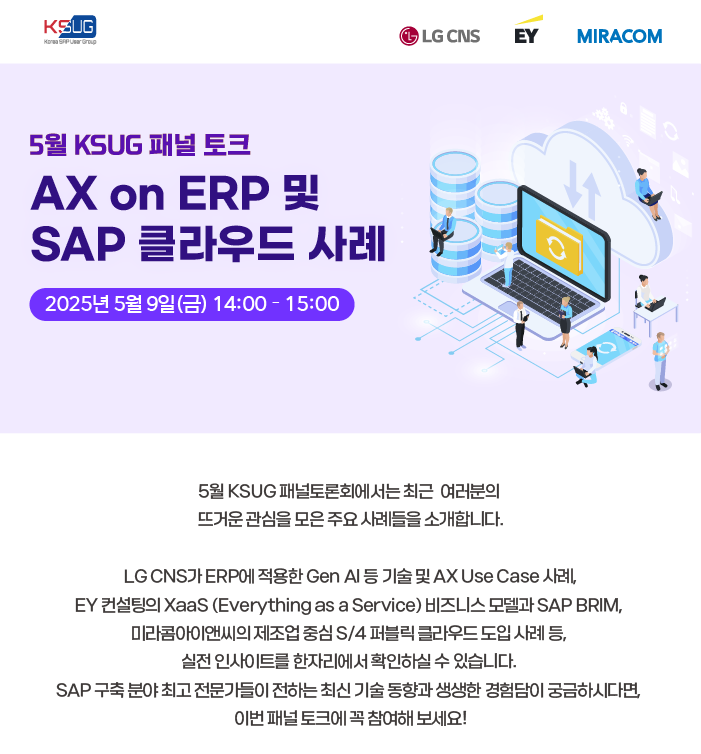 KSUG
Korea SAP User Group
LG CNS
EY
MIRACOM
5월 KSUG 패널 토크
AX on ERP 및
SAP 클라우드 사례
2025년 5월 9일(금) 14:00 - 15:00
5월 KSUG 패널토론회에서는 최근 여러분의
뜨거운 관심을 모은 주요 사례들을 소개합니다.
LG CNS가 ERP에 적용한 Gen AI 등 기술 및 AX Use Case 사례,
EY 컨설팅의 XaaS (Everything as a Service) 비즈니스 모델과 SAP BRIM,
미라콤아이앤씨의 제조업 중심 S/4 퍼블릭 클라우드 도입 사례 등,
실전 인사이트를 한자리에서 확인하실 수 있습니다.
SAP 구축 분야 최고 전문가들이 전하는 최신 기술 동향과 생생한 경험담이 궁금하시다면,
이번 패널 토크에 꼭 참여해 보세요!